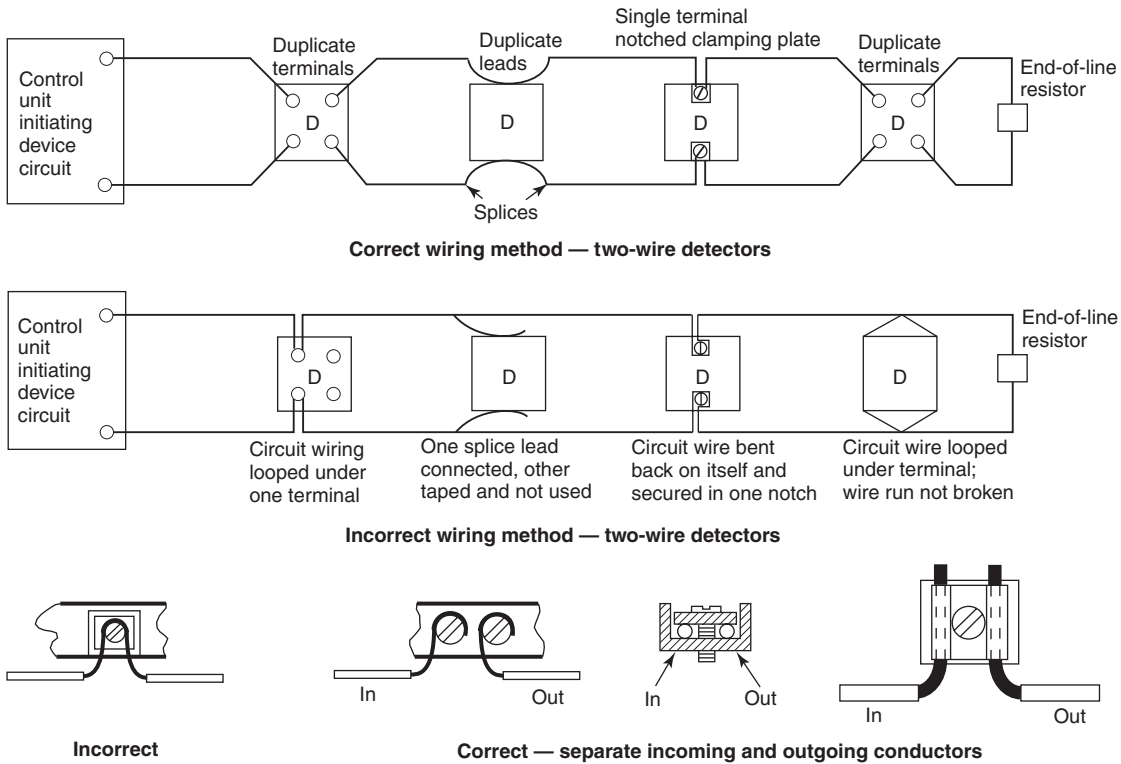 Control
unit
initiating
device
circuit
Duplicate
terminals
D
Duplicate
leads
D
Splices
Single terminal
notched clamping plate
D
Duplicate
terminals
D
End-of-line
resistor
Correct wiring method — two-wire detectors
Control
unit
initiating
device
circuit
D
Circuit wiring
looped under
one terminal
D
One splice lead
connected, other
taped and not used
D
Circuit wire bent
back on itself and
secured in one notch
D
Circuit wire looped
under terminal;
wire run not broken
End-of-line
resistor
Incorrect wiring method — two-wire detectors
Incorrect
In
Out
In
Out
In
Out
Correct — separate incoming and outgoing conductors